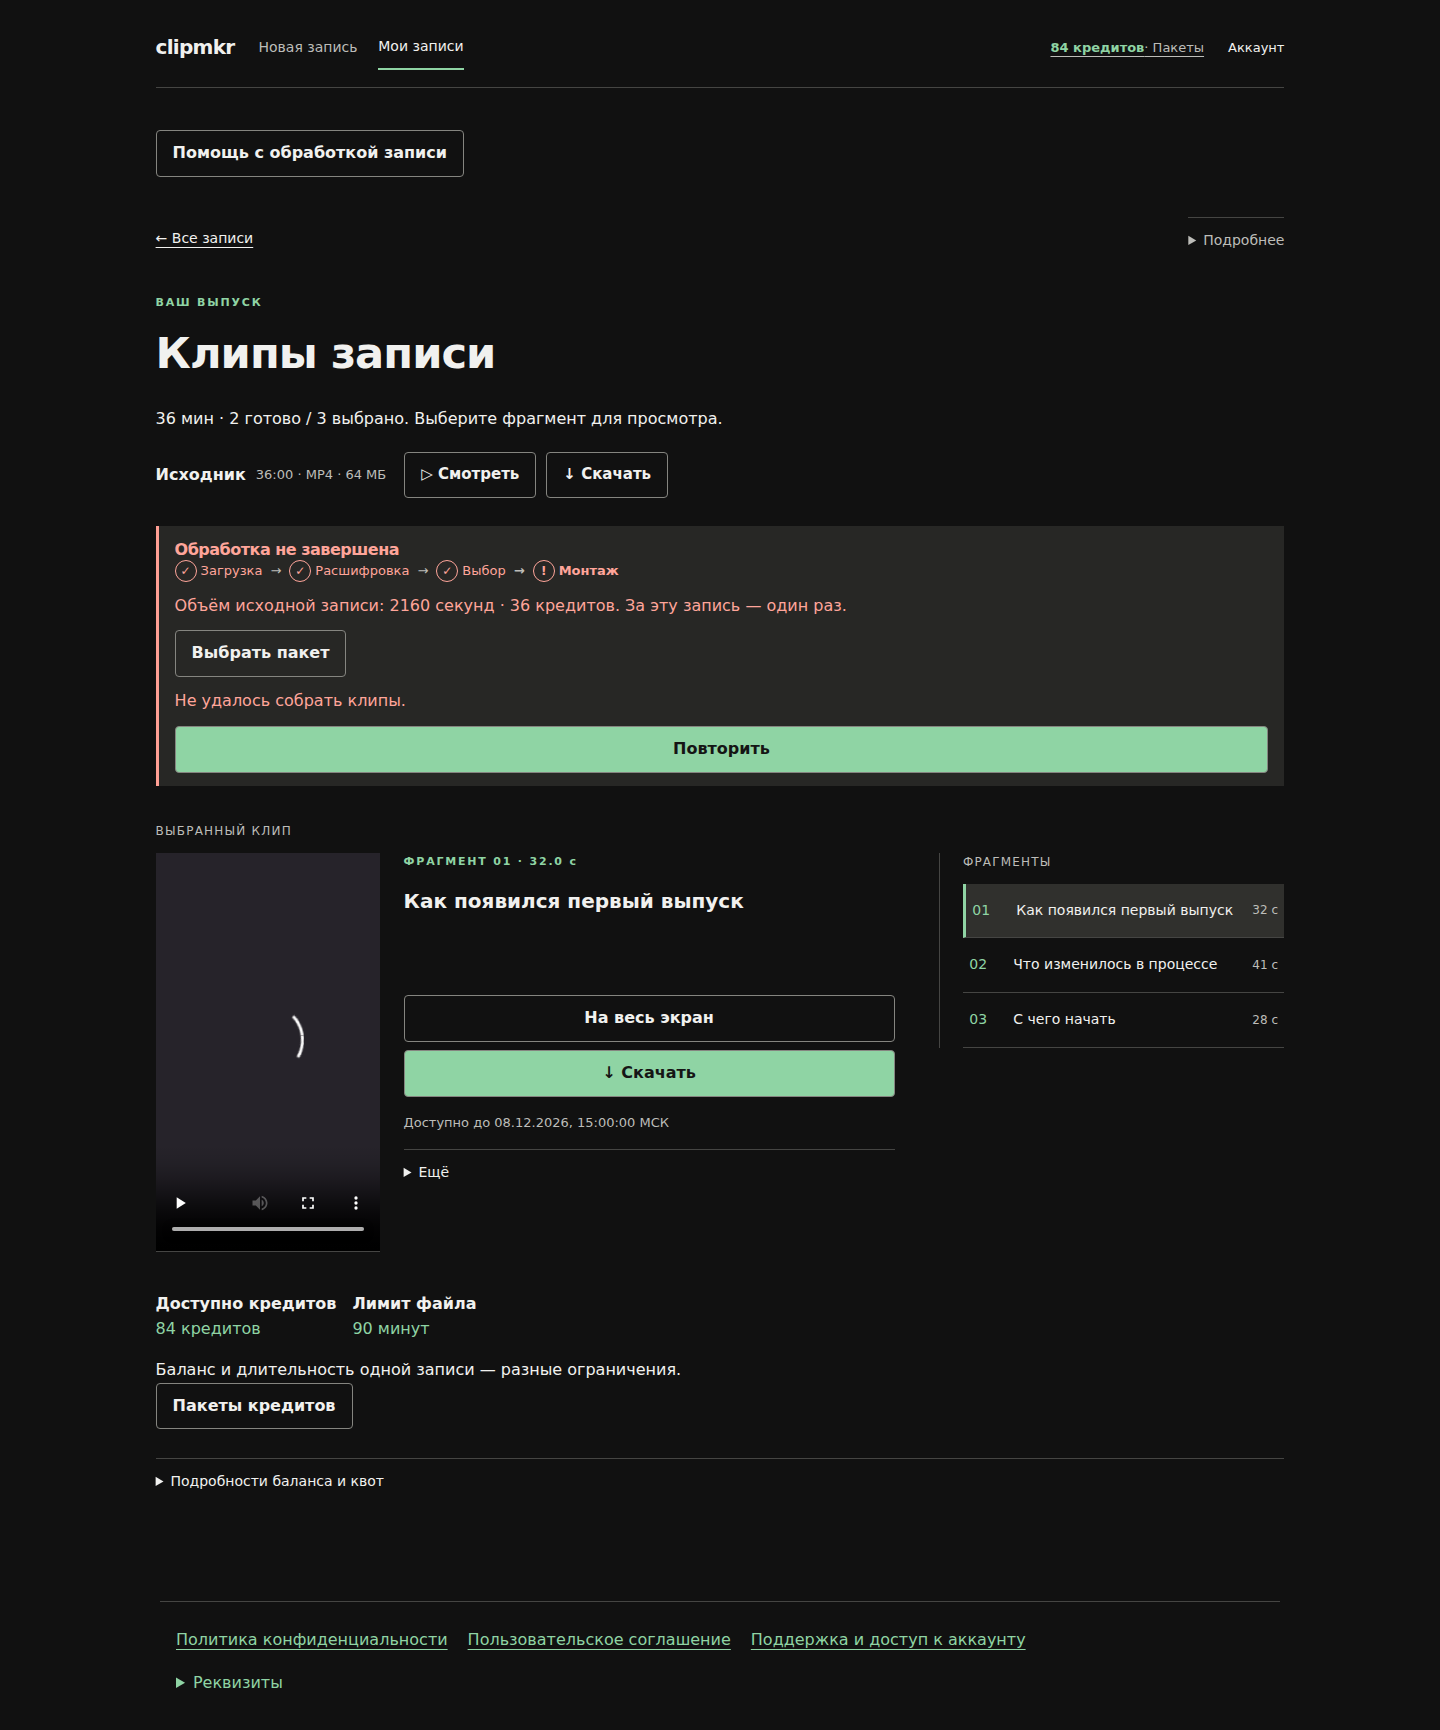 clipmkr Новая запись Мои записи 84 кредитов · Пакеты Аккаунт
Помощь с обработкой записи
← Все записи ▶ Подробнее
ВАШ ВЫПУСК
Клипы записи
36 мин · 2 готово / 3 выбрано. Выберите фрагмент для просмотра.
Исходник 36:00 · MP4 · 64 МБ ▷ Смотреть ↓ Скачать
Обработка не завершена
✓ Загрузка → ✓ Расшифровка → ✓ Выбор → ! Монтаж
Объём исходной записи: 2160 секунд · 36 кредитов. За эту запись — один раз.
Выбрать пакет
Не удалось собрать клипы.
Повторить
ВЫБРАННЫЙ КЛИП
ФРАГМЕНТ 01 · 32.0 с
Как появился первый выпуск
На весь экран
↓ Скачать
Доступно до 08.12.2026, 15:00:00 МСК
▶ Ещё
ФРАГМЕНТЫ
01 Как появился первый выпуск 32 с
02 Что изменилось в процессе 41 с
03 С чего начать 28 с
Доступно кредитов Лимит файла
84 кредитов 90 минут
Баланс и длительность одной записи — разные ограничения.
Пакеты кредитов
▶ Подробности баланса и квот
Политика конфиденциальности Пользовательское соглашение Поддержка и доступ к аккаунту
▶ Реквизиты